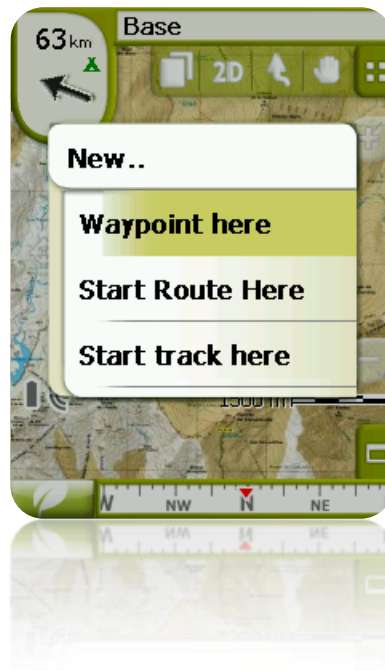 63km
Base
2D
New..
Waypoint here
Start Route Here
Start track here
W NW N NE